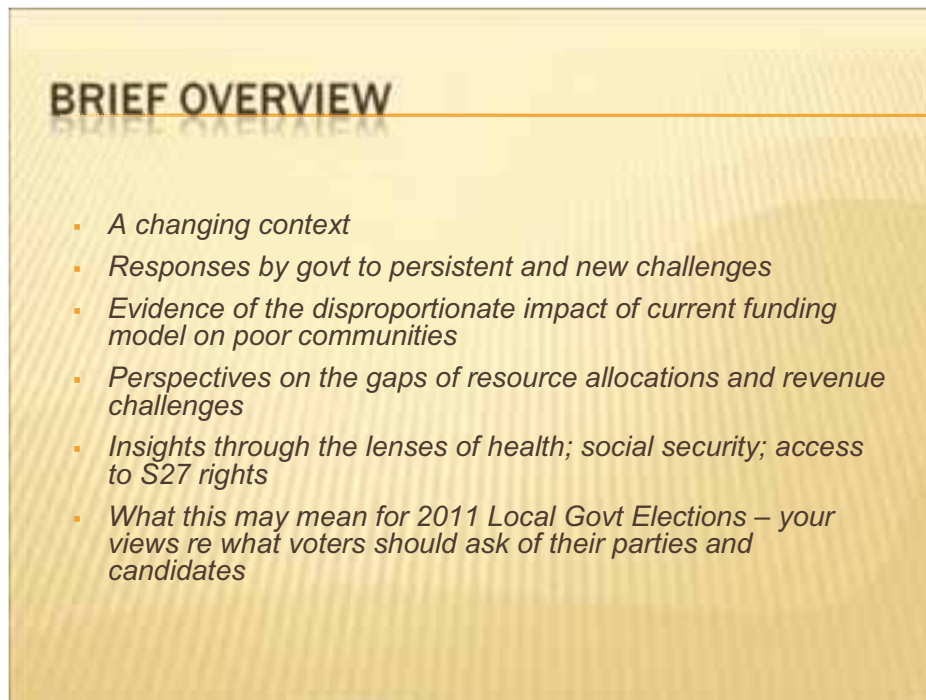 BRIEF OVERVIEW
▪ A changing context
▪ Responses by govt to persistent and new challenges
▪ Evidence of the disproportionate impact of current funding
model on poor communities
▪ Perspectives on the gaps of resource allocations and revenue
challenges
▪ Insights through the lenses of health; social security; access
to S27 rights
▪ What this may mean for 2011 Local Govt Elections – your
views re what voters should ask of their parties and
candidates